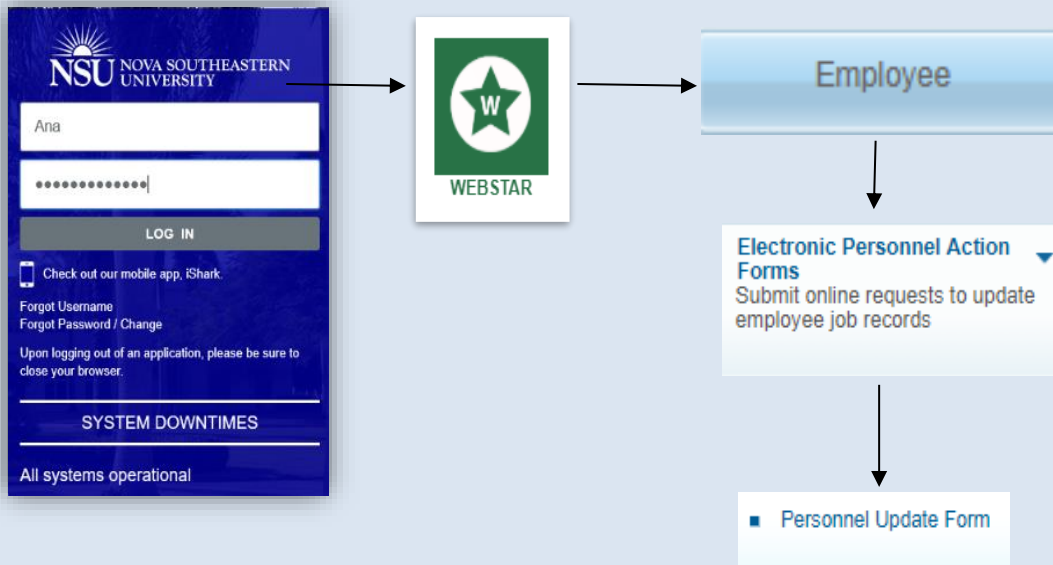 NSU NOVA SOUTHEASTERN
UNIVERSITY
Ana
•••••••••••••
LOG IN
Check out our mobile app, iShark.
Forgot Username
Forgot Password / Change
Upon logging out of an application, please be sure to
close your browser.
SYSTEM DOWNTIMES
All systems operational
W
WEBSTAR
Employee
Electronic Personnel Action
Forms
Submit online requests to update
employee job records
Personnel Update Form